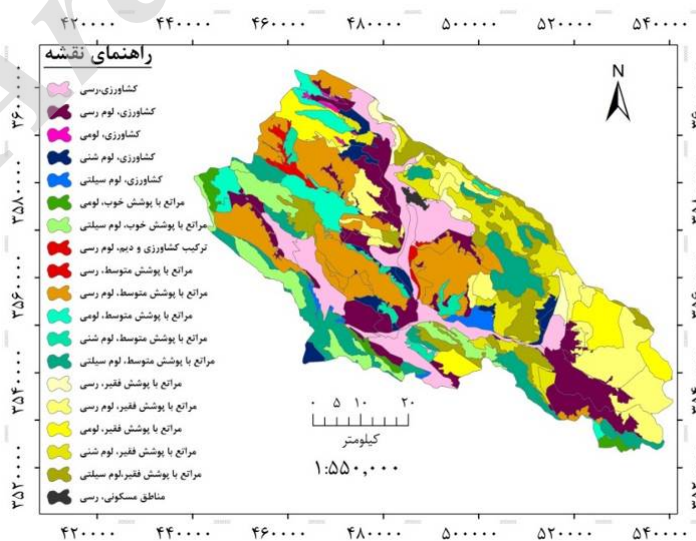 ۴۲۰۰۰۰ ۴۴۰۰۰۰ ۴۶۰۰۰۰ ۴۸۰۰۰۰ ۵۰۰۰۰۰ ۵۲۰۰۰۰ ۵۴۰۰۰۰
راهنمای نقشه
کشاورزی،رسی
کشاورزی، لوم رسی
کشاورزی، لومی
کشاورزی، لوم شنی
کشاورزی، لوم سیلتی
مراتع با پوشش خوب، لومی
مراتع با پوشش خوب، لوم سیلتی
ترکیب کشاورزی و دیم، لوم رسی
مراتع با پوشش متوسط، رسی
مراتع با پوشش متوسط، لوم رسی
مراتع با پوشش متوسط، لومی
مراتع با پوشش متوسط، لوم شنی
مراتع با پوشش متوسط، لوم سیلتی
مراتع با پوشش فقیر، رسی
مراتع با پوشش فقیر، لوم رسی
مراتع با پوشش فقیر، لومی
مراتع با پوشش فقیر، لوم شنی
مراتع با پوشش فقیر،لوم سیلتی
مناطق مسکونی، رسی
N
۳۶۰۰۰۰۰
۳۵۸۰۰۰۰
۳۵۶۰۰۰۰
۳۵۴۰۰۰۰
۳۵۲۰۰۰۰
۰ ۵ ۱۰ ۲۰
کیلومتر
۱:۵۵۰,۰۰۰
۴۲۰۰۰۰ ۴۴۰۰۰۰ ۴۶۰۰۰۰ ۴۸۰۰۰۰ ۵۰۰۰۰۰ ۵۲۰۰۰۰ ۵۴۰۰۰۰